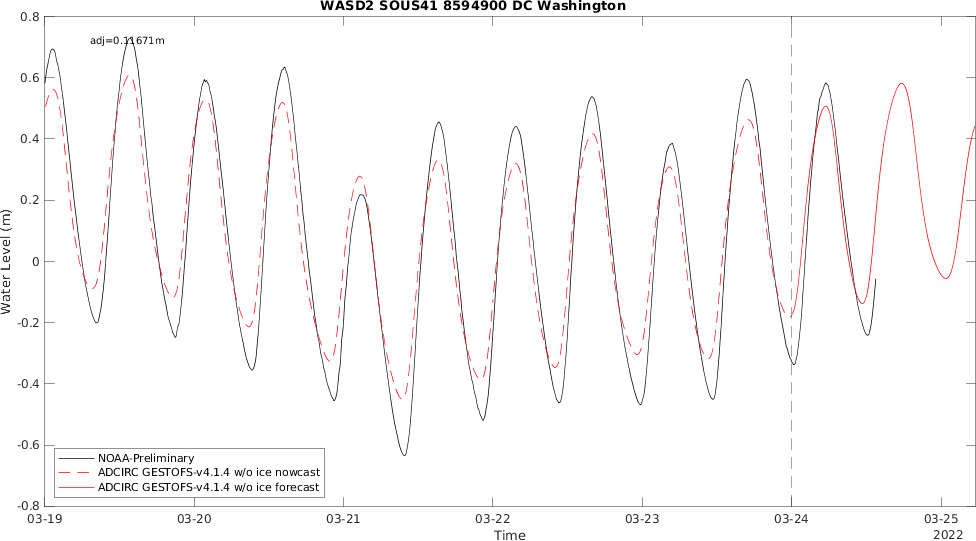 WASD2 SOUS41 8594900 DC Washington
0.8
adj=0.11671m
0.6
0.4
0.2
0
-0.2
-0.4
-0.6
-0.8
Water Level (m)
NOAA-Preliminary
ADCIRC GESTOFS-v4.1.4 w/o ice nowcast
ADCIRC GESTOFS-v4.1.4 w/o ice forecast
03-19 03-20 03-21 03-22 03-23 03-24 03-25
Time 2022